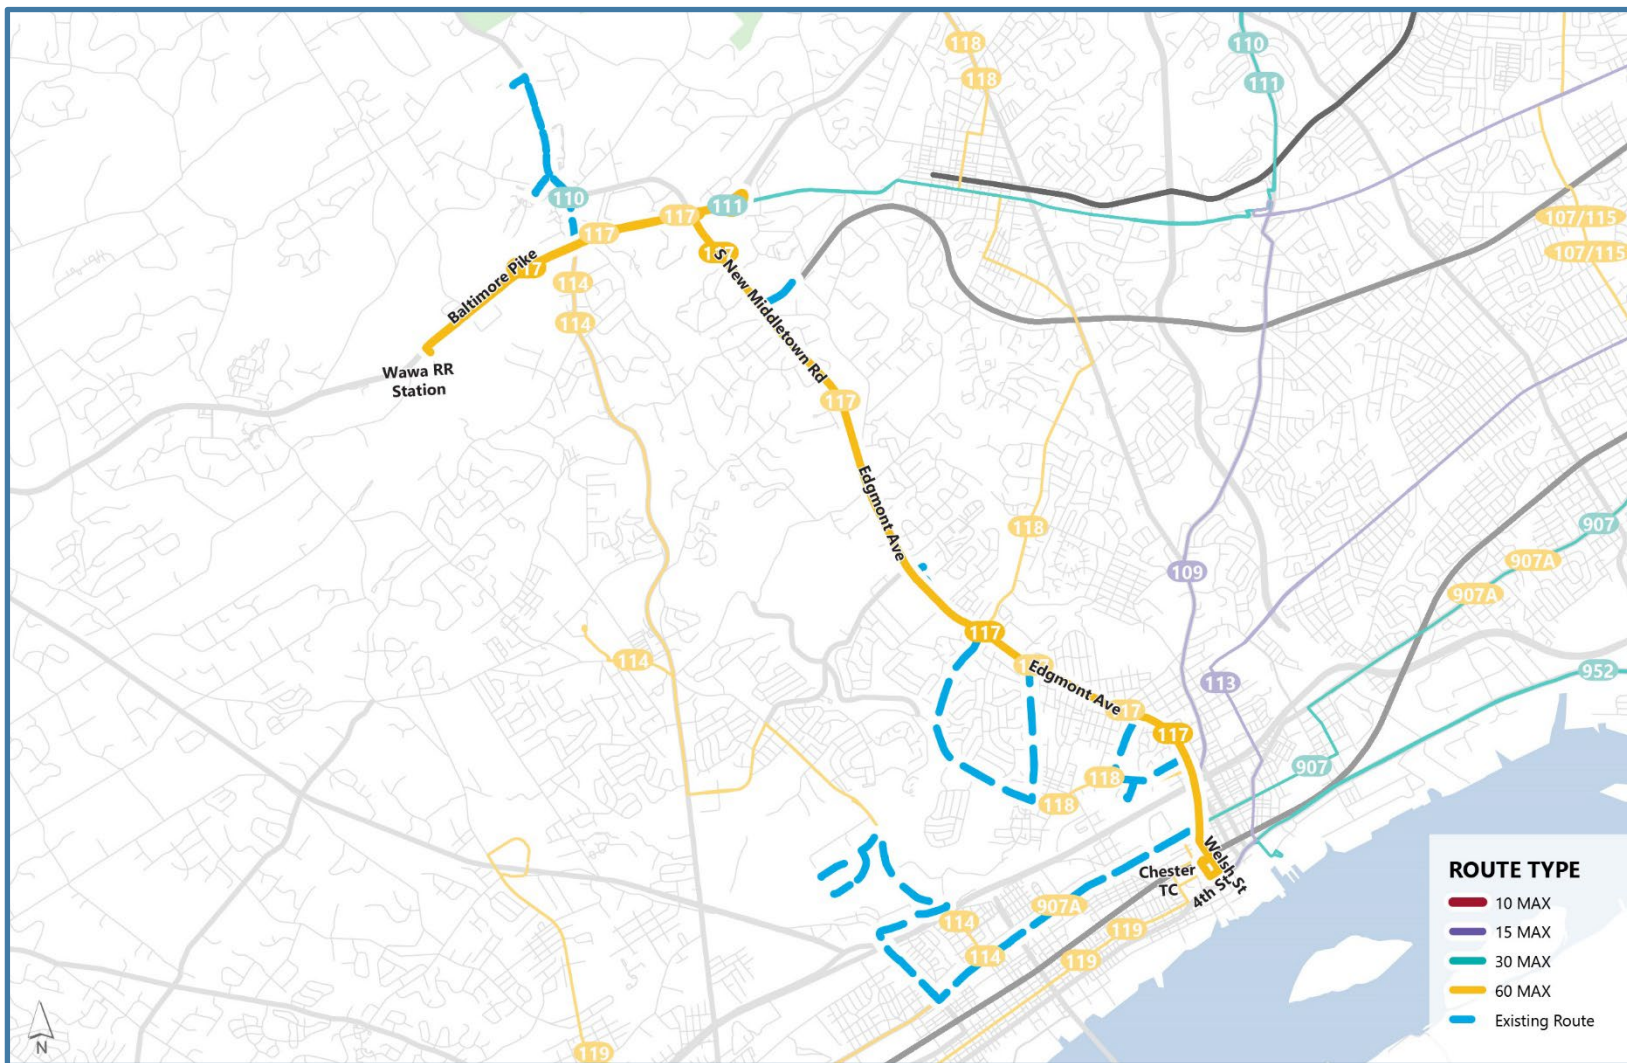 118
118
110
111
110
111
117
117
117
117
Baltimore Pike
S New Middletown Rd
114
114
107/115
107/115
Wawa RR
Station
117
Edgmont Ave
118
907
907A
907A
109
117
114
Edgmont Ave
117
117
952
113
907
118
118
Welsh St
Chester
TC
4th St
907A
114
114
119
119
119
N
ROUTE TYPE
10 MAX
15 MAX
30 MAX
60 MAX
Existing Route